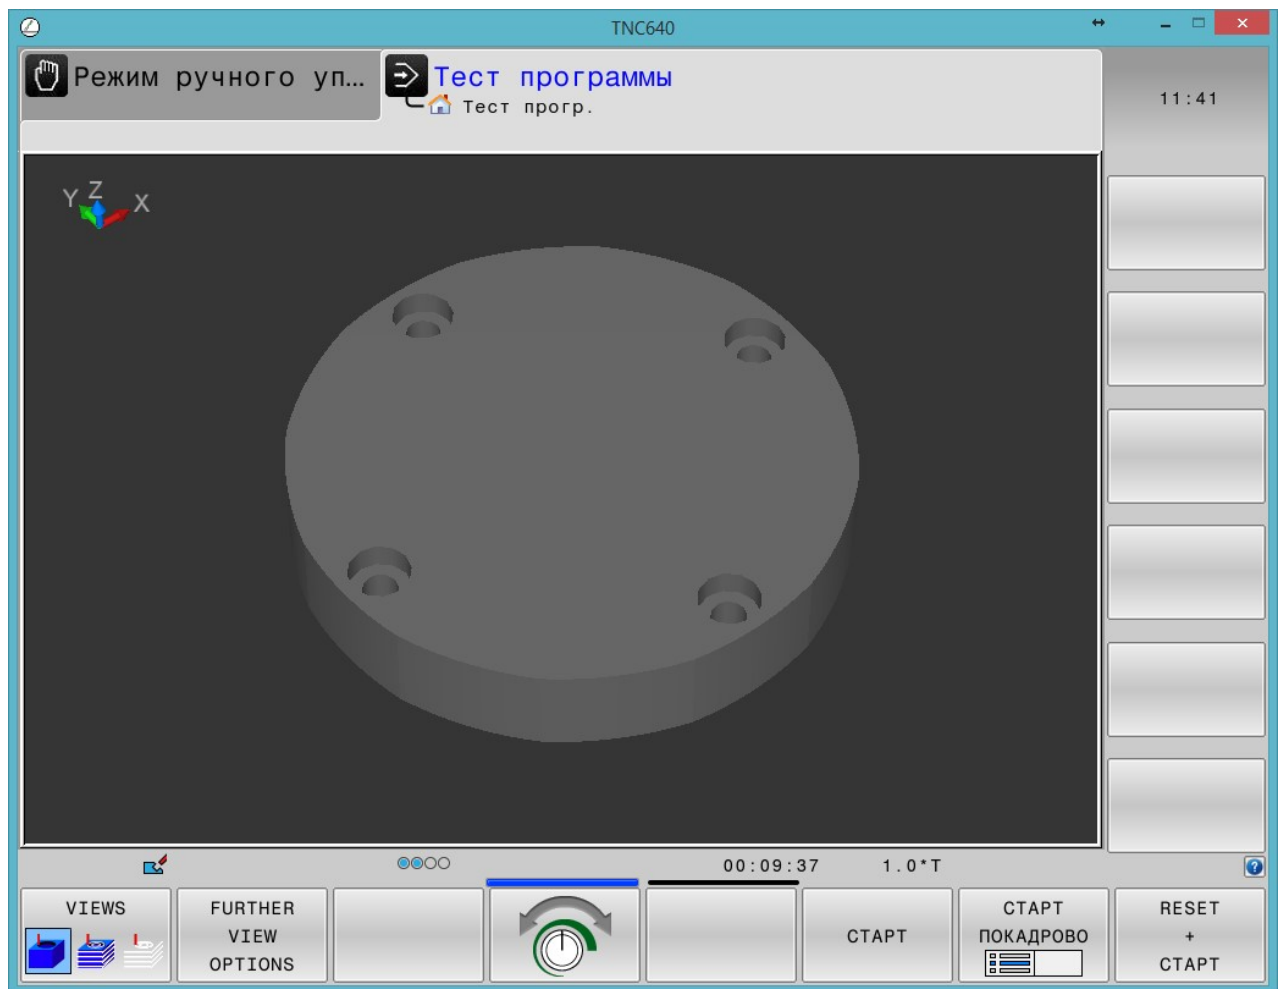 TNC640
Режим ручного уп...
Тест программы
Тест прогр.
11:41
Y Z X
00:09:37 1.0*T
VIEWS
FURTHER
VIEW
OPTIONS
СТАРТ
СТАРТ
ПОКАДРОВО
RESET
+
СТАРТ